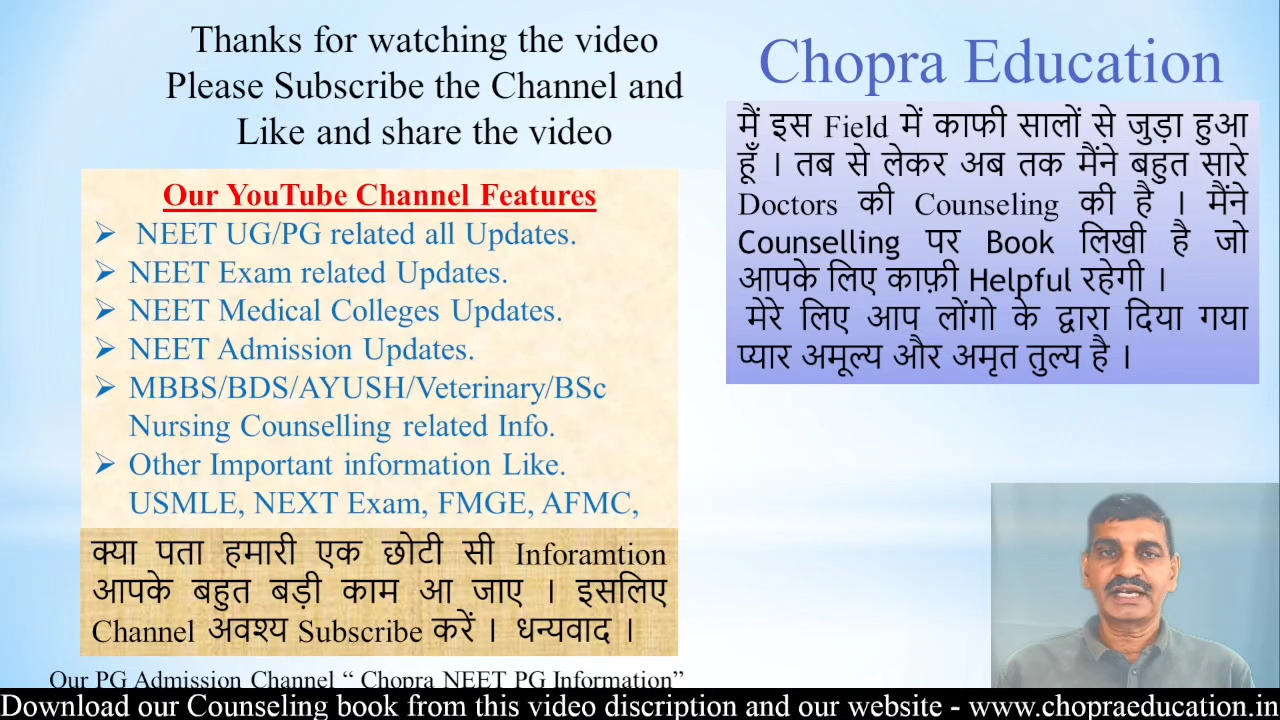 Thanks for watching the video
Please Subscribe the Channel and
Like and share the video
Our YouTube Channel Features
➢ NEET UG/PG related all Updates.
➢ NEET Exam related Updates.
➢ NEET Medical Colleges Updates.
➢ NEET Admission Updates.
➢ MBBS/BDS/AYUSH/Veterinary/BSc
Nursing Counselling related Info.
➢ Other Important information Like.
USMLE, NEXT Exam, FMGE, AFMC,
क्या पता हमारी एक छोटी सी Inforamtion
आपके बहुत बड़ी काम आ जाए । इसलिए
Channel अवश्य Subscribe करें । धन्यवाद ।
Our PG Admission Channel “ Chopra NEET PG Information”
Chopra Education
मैं इस Field में काफी सालों से जुड़ा हुआ
हूँ । तब से लेकर अब तक मैंने बहुत सारे
Doctors की Counseling की है । मैंने
Counselling पर Book लिखी है जो
आपके लिए काफ़ी Helpful रहेगी ।
मेरे लिए आप लोंगो के द्वारा दिया गया
प्यार अमूल्य और अमृत तुल्य है ।
Download our Counseling book from this video discription and our website - www.chopraeducation.in